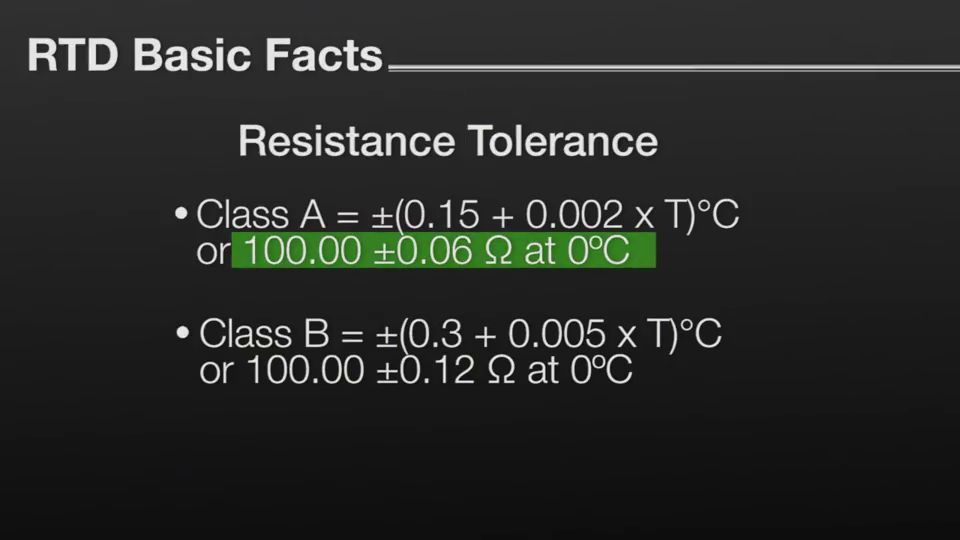 RTD Basic Facts
Resistance Tolerance
• Class A = ±(0.15 + 0.002 x T)°C
or 100.00 ±0.06 Ω at 0ºC
• Class B = ±(0.3 + 0.005 x T)°C
or 100.00 ±0.12 Ω at 0ºC